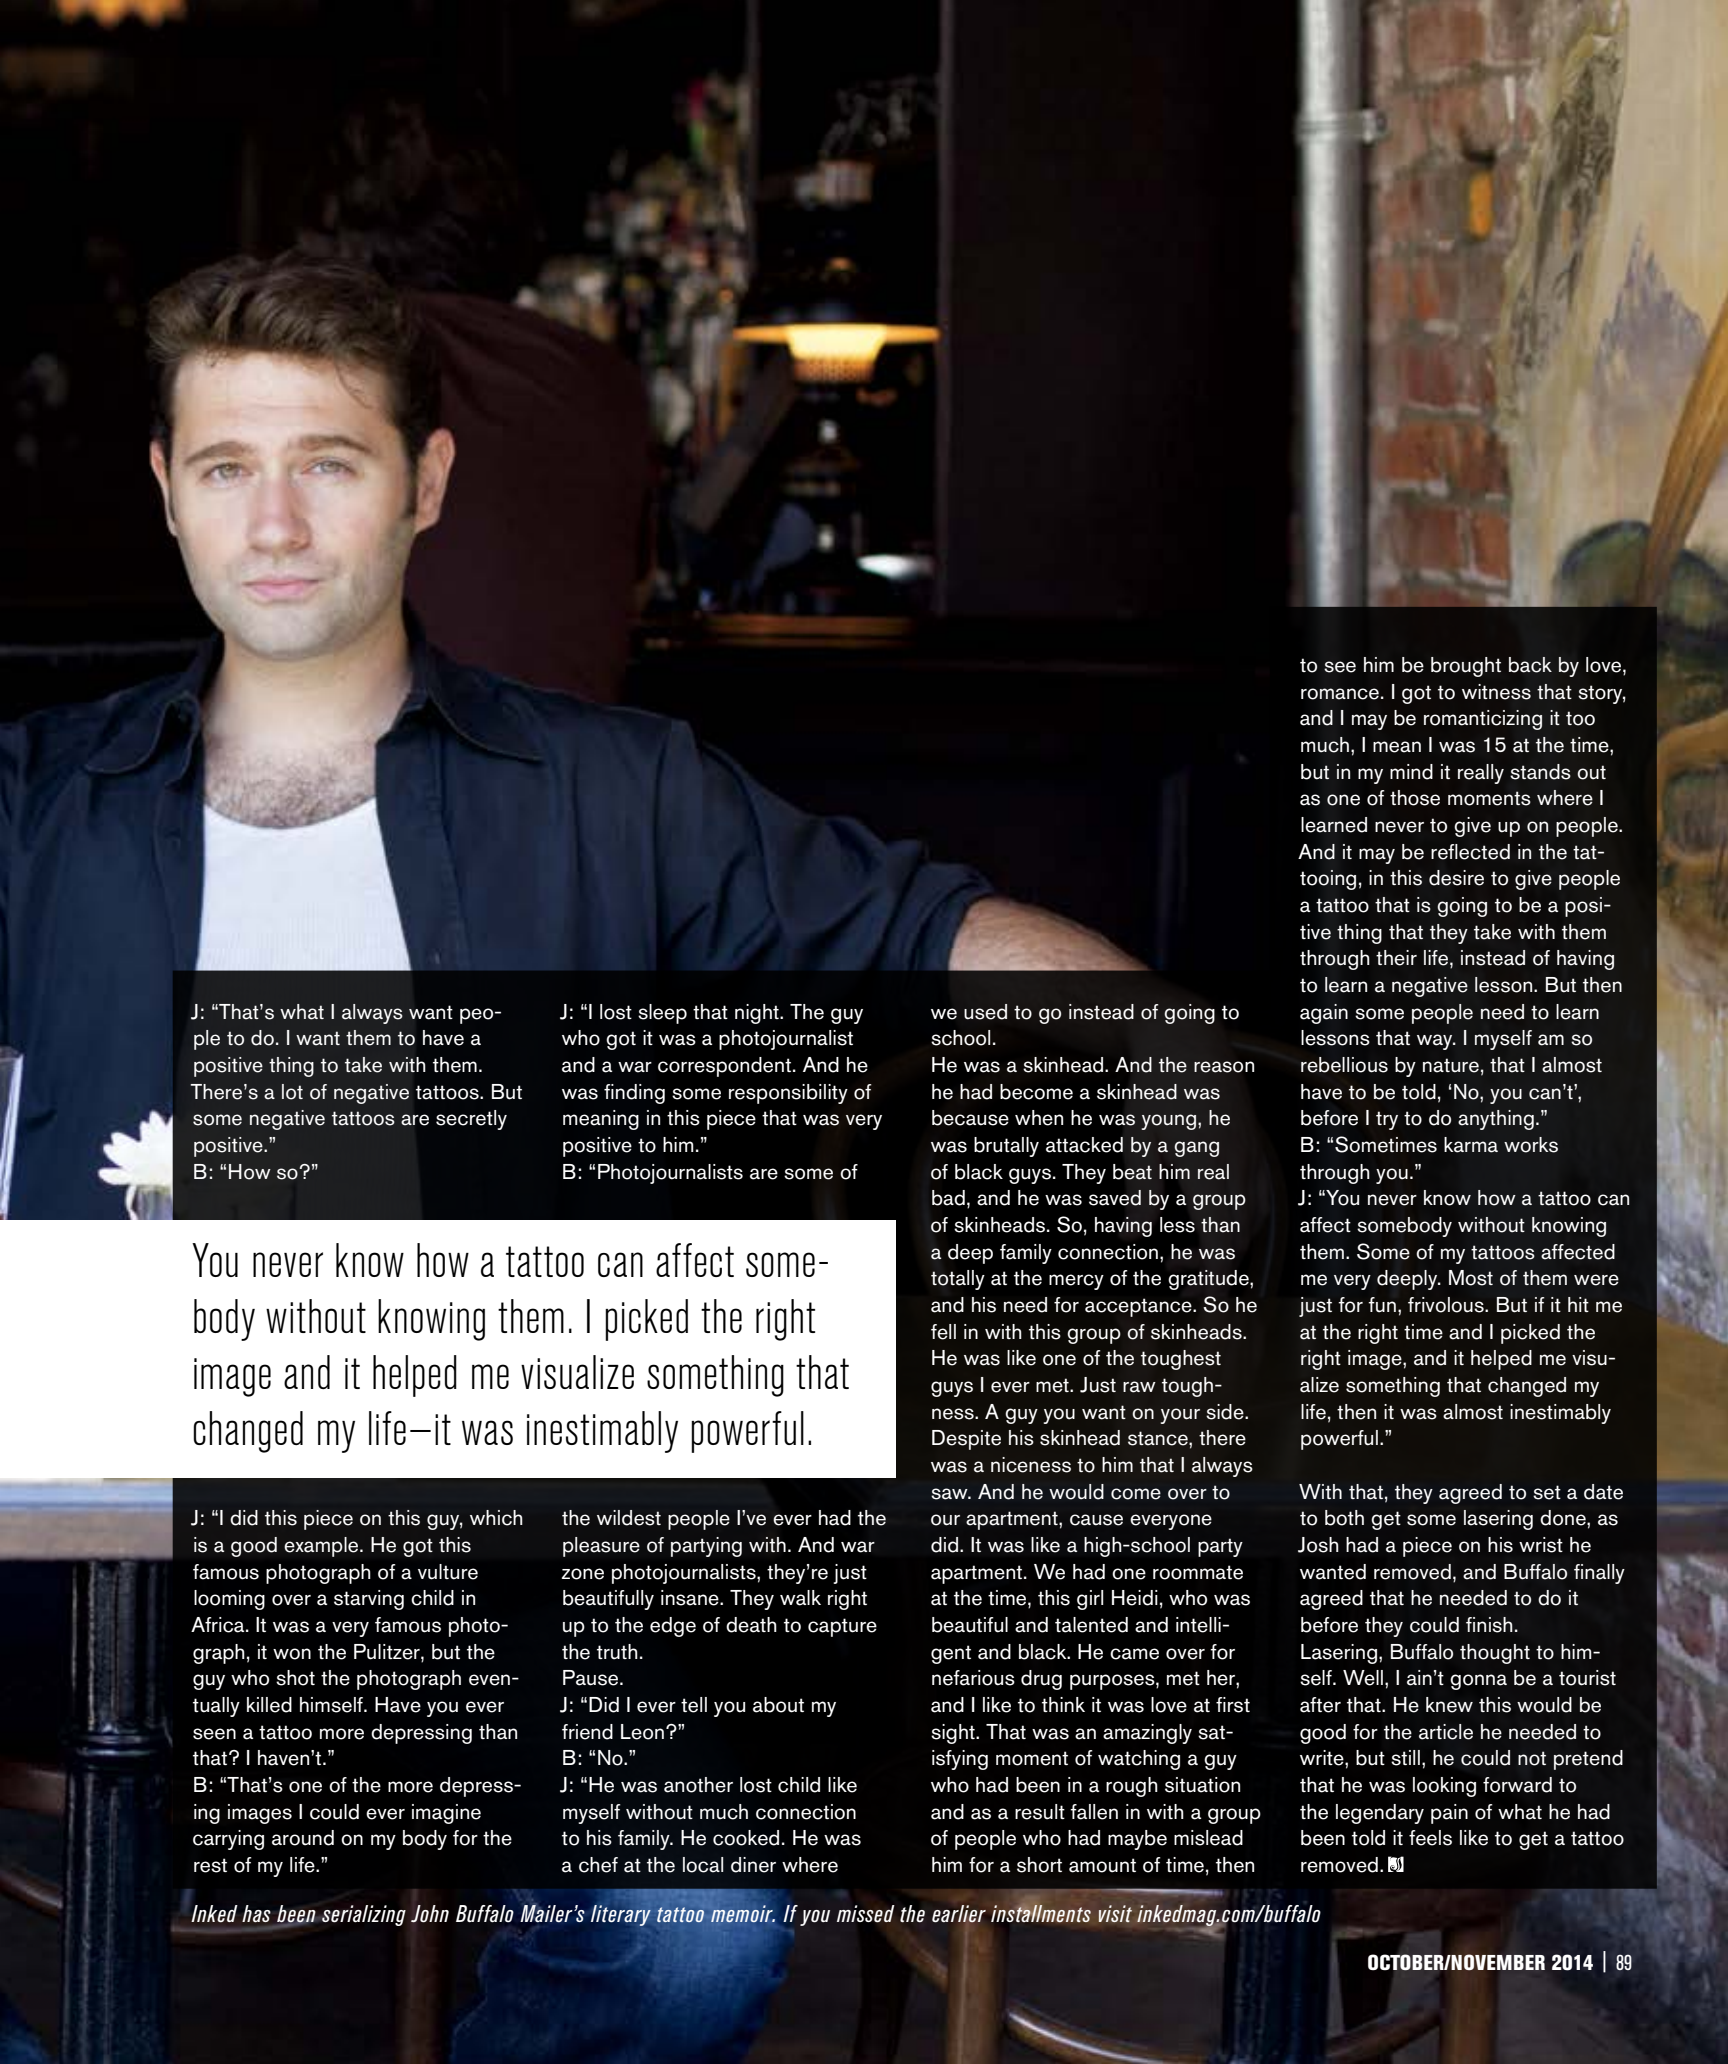 J: “That’s what I always want peo-
ple to do. I want them to have a
positive thing to take with them.
There’s a lot of negative tattoos. But
some negative tattoos are secretly
positive.”
B: “How so?”
You never know how a tattoo can affect some-
body without knowing them. I picked the right
image and it helped me visualize something that
changed my life—it was inestimably powerful.
J: “I did this piece on this guy, which
is a good example. He got this
famous photograph of a vulture
looming over a starving child in
Africa. It was a very famous photo-
graph, it won the Pulitzer, but the
guy who shot the photograph even-
tually killed himself. Have you ever
seen a tattoo more depressing than
that? I haven’t.”
B: “That’s one of the more depress-
ing images I could ever imagine
carrying around on my body for the
rest of my life.”
J: “I lost sleep that night. The guy
who got it was a photojournalist
and a war correspondent. And he
was finding some responsibility of
meaning in this piece that was very
positive to him.”
B: “Photojournalists are some of
the wildest people I’ve ever had the
pleasure of partying with. And war
zone photojournalists, they’re just
beautifully insane. They walk right
up to the edge of death to capture
the truth.
Pause.
J: “Did I ever tell you about my
friend Leon?”
B: “No.”
J: “He was another lost child like
myself without much connection
to his family. He cooked. He was
a chef at the local diner where
we used to go instead of going to
school.
He was a skinhead. And the reason
he had become a skinhead was
because when he was young, he
was brutally attacked by a gang
of black guys. They beat him real
bad, and he was saved by a group
of skinheads. So, having less than
a deep family connection, he was
totally at the mercy of the gratitude,
and his need for acceptance. So he
fell in with this group of skinheads.
He was like one of the toughest
guys I ever met. Just raw tough-
ness. A guy you want on your side.
Despite his skinhead stance, there
was a niceness to him that I always
saw. And he would come over to
our apartment, cause everyone
did. It was like a high-school party
apartment. We had one roommate
at the time, this girl Heidi, who was
beautiful and talented and intelli-
gent and black. He came over for
nefarious drug purposes, met her,
and I like to think it was love at first
sight. That was an amazingly sat-
isfying moment of watching a guy
who had been in a rough situation
and as a result fallen in with a group
of people who had maybe mislead
him for a short amount of time, then
to see him be brought back by love,
romance. I got to witness that story,
and I may be romanticizing it too
much, I mean I was 15 at the time,
but in my mind it really stands out
as one of those moments where I
learned never to give up on people.
And it may be reflected in the tat-
tooing, in this desire to give people
a tattoo that is going to be a posi-
tive thing that they take with them
through their life, instead of having
to learn a negative lesson. But then
again some people need to learn
lessons that way. I myself am so
rebellious by nature, that I almost
have to be told, ‘No, you can’t’,
before I try to do anything.”
B: “Sometimes karma works
through you.”
J: “You never know how a tattoo can
affect somebody without knowing
them. Some of my tattoos affected
me very deeply. Most of them were
just for fun, frivolous. But if it hit me
at the right time and I picked the
right image, and it helped me visu-
alize something that changed my
life, then it was almost inestimably
powerful.”
With that, they agreed to set a date
to both get some lasering done, as
Josh had a piece on his wrist he
wanted removed, and Buffalo finally
agreed that he needed to do it
before they could finish.
Lasering, Buffalo thought to him-
self. Well, I ain’t gonna be a tourist
after that. He knew this would be
good for the article he needed to
write, but still, he could not pretend
that he was looking forward to
the legendary pain of what he had
been told it feels like to get a tattoo
removed.
Inked has been serializing John Buffalo Mailer’s literary tattoo memoir. If you missed the earlier installments visit inkedmag.com/buffalo
OCTOBER/NOVEMBER 2014 | 89